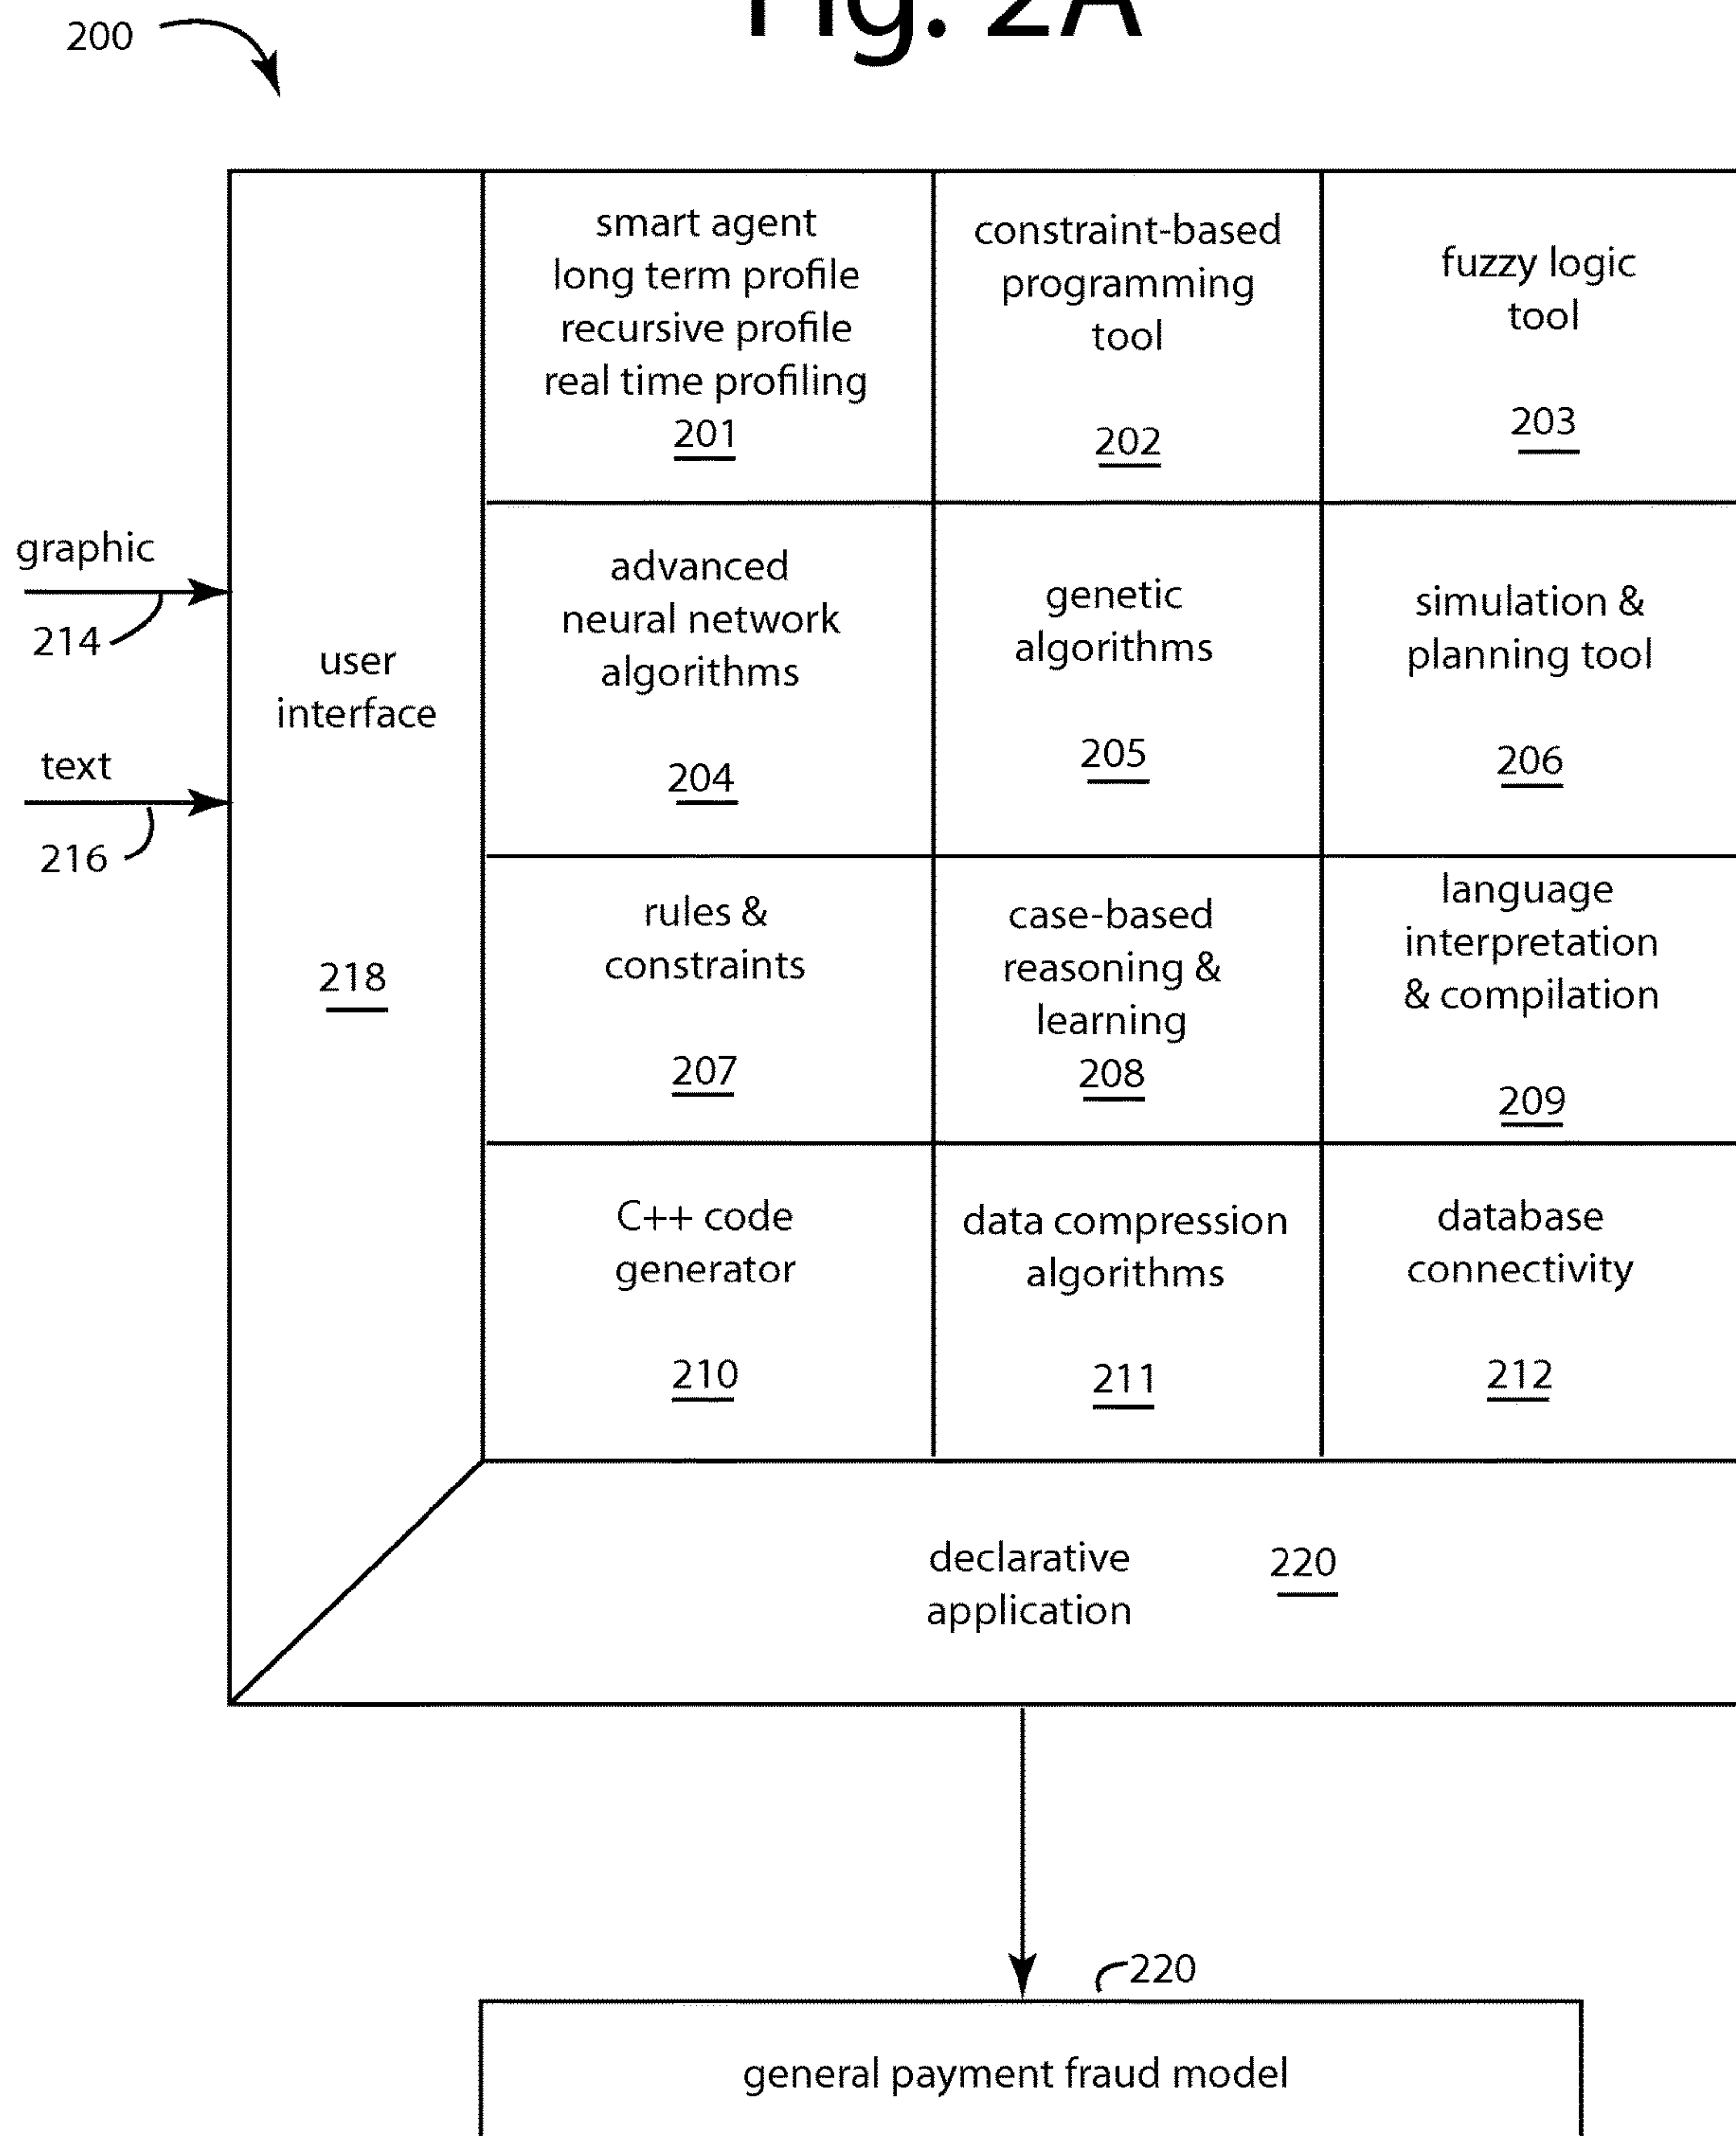 Fig. 2A
200
smart agent
long term profile
recursive profile
real time profiling
201
constraint-based
programming
tool
202
fuzzy logic
tool
203
graphic
214
text
216
user
interface
218
advanced
neural network
algorithms
204
genetic
algorithms
205
simulation &
planning tool
206
rules &
constraints
207
case-based
reasoning &
learning
208
language
interpretation
& compilation
209
C++ code
generator
210
data compression
algorithms
211
database
connectivity
212
declarative
application
220
220
general payment fraud model